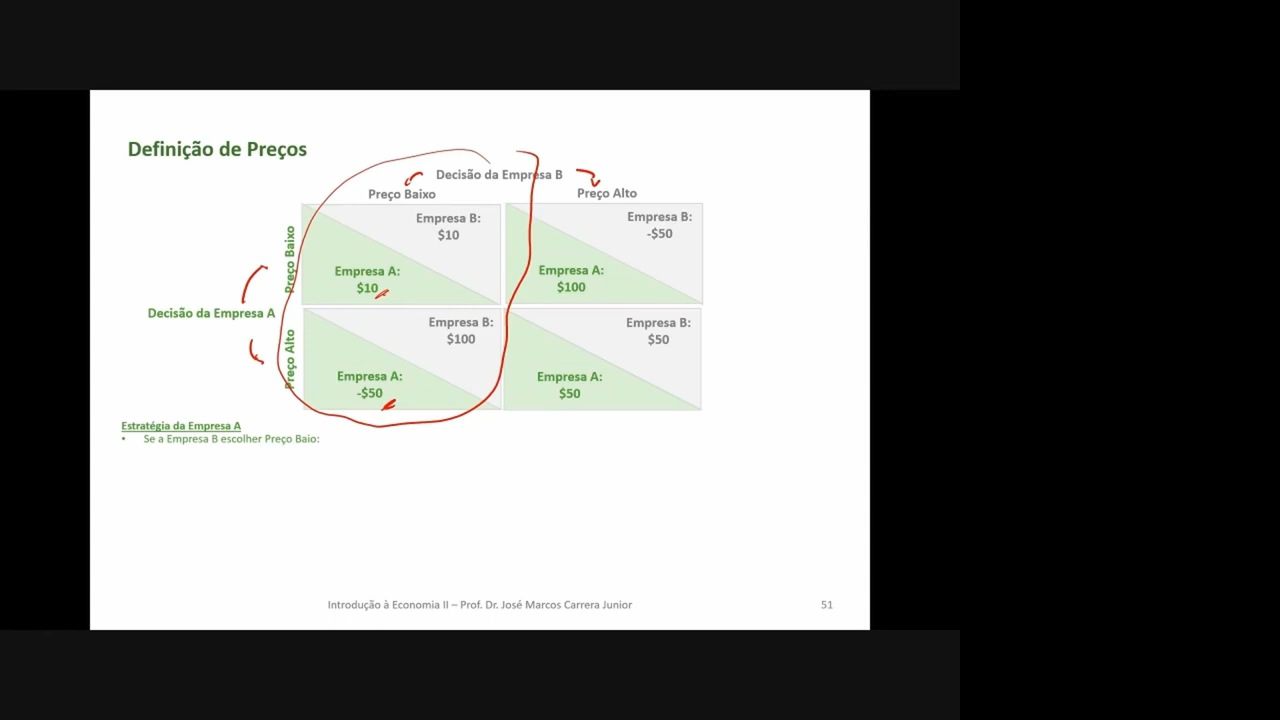 Definição de Preços
Decisão da Empresa B
Preço Baixo
Preço Alto
Preço Baixo
Empresa B:
$10
Empresa A:
$10
Empresa B:
-$50
Empresa A:
$100
Decisão da Empresa A
Preço Alto
Empresa B:
$100
Empresa A:
-$50
Empresa B:
$50
Empresa A:
$50
Estratégia da Empresa A
• Se a Empresa B escolher Preço Baio:
Introdução à Economia II – Prof. Dr. José Marcos Carrera Junior
51